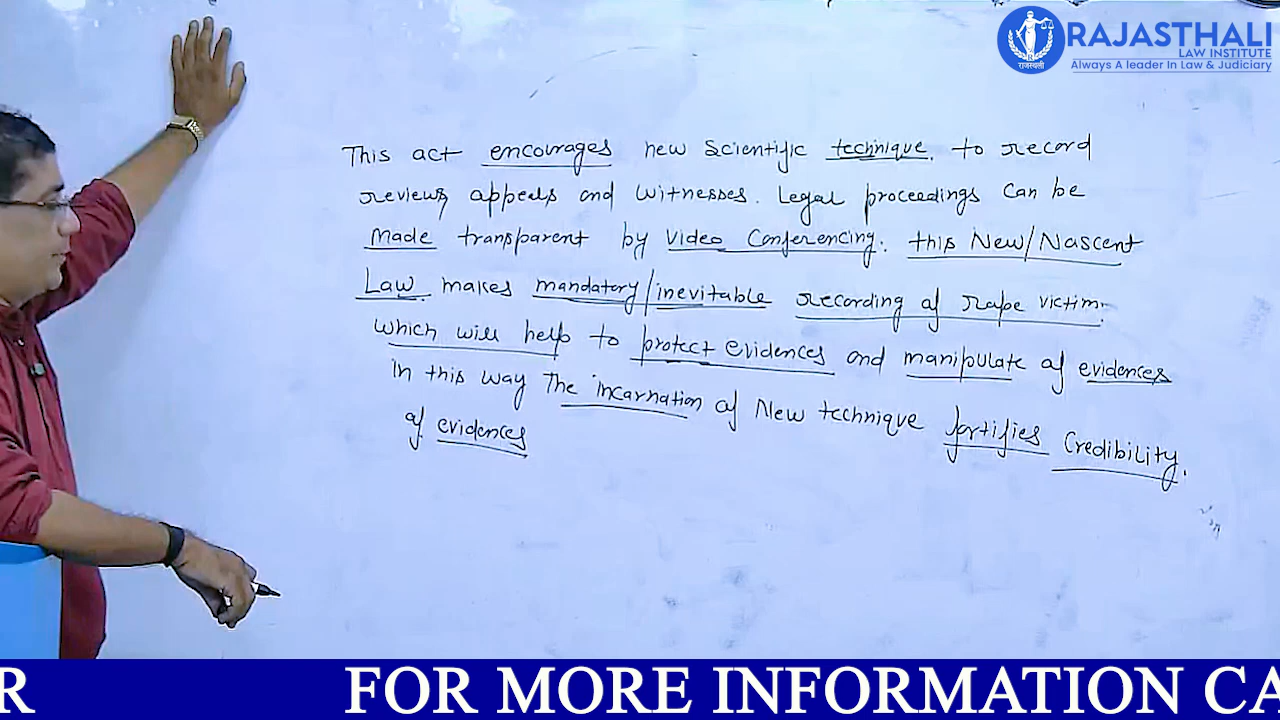 RAJASTHALI
LAW INSTITUTE
Always A leader In Law & Judiciary
राजस्थली
This act encourages new scientific technique. to record
reviews appeals and witnesses. Legal proceedings can be
made transparent by video conferencing. this New/Nascent
Law. makes mandatory/inevitable recording of rape victim.
which will help to protect evidences and manipulate of evidences
In this way The incarnation of New technique fortifies credibility.
of evidences
R FOR MORE INFORMATION CA